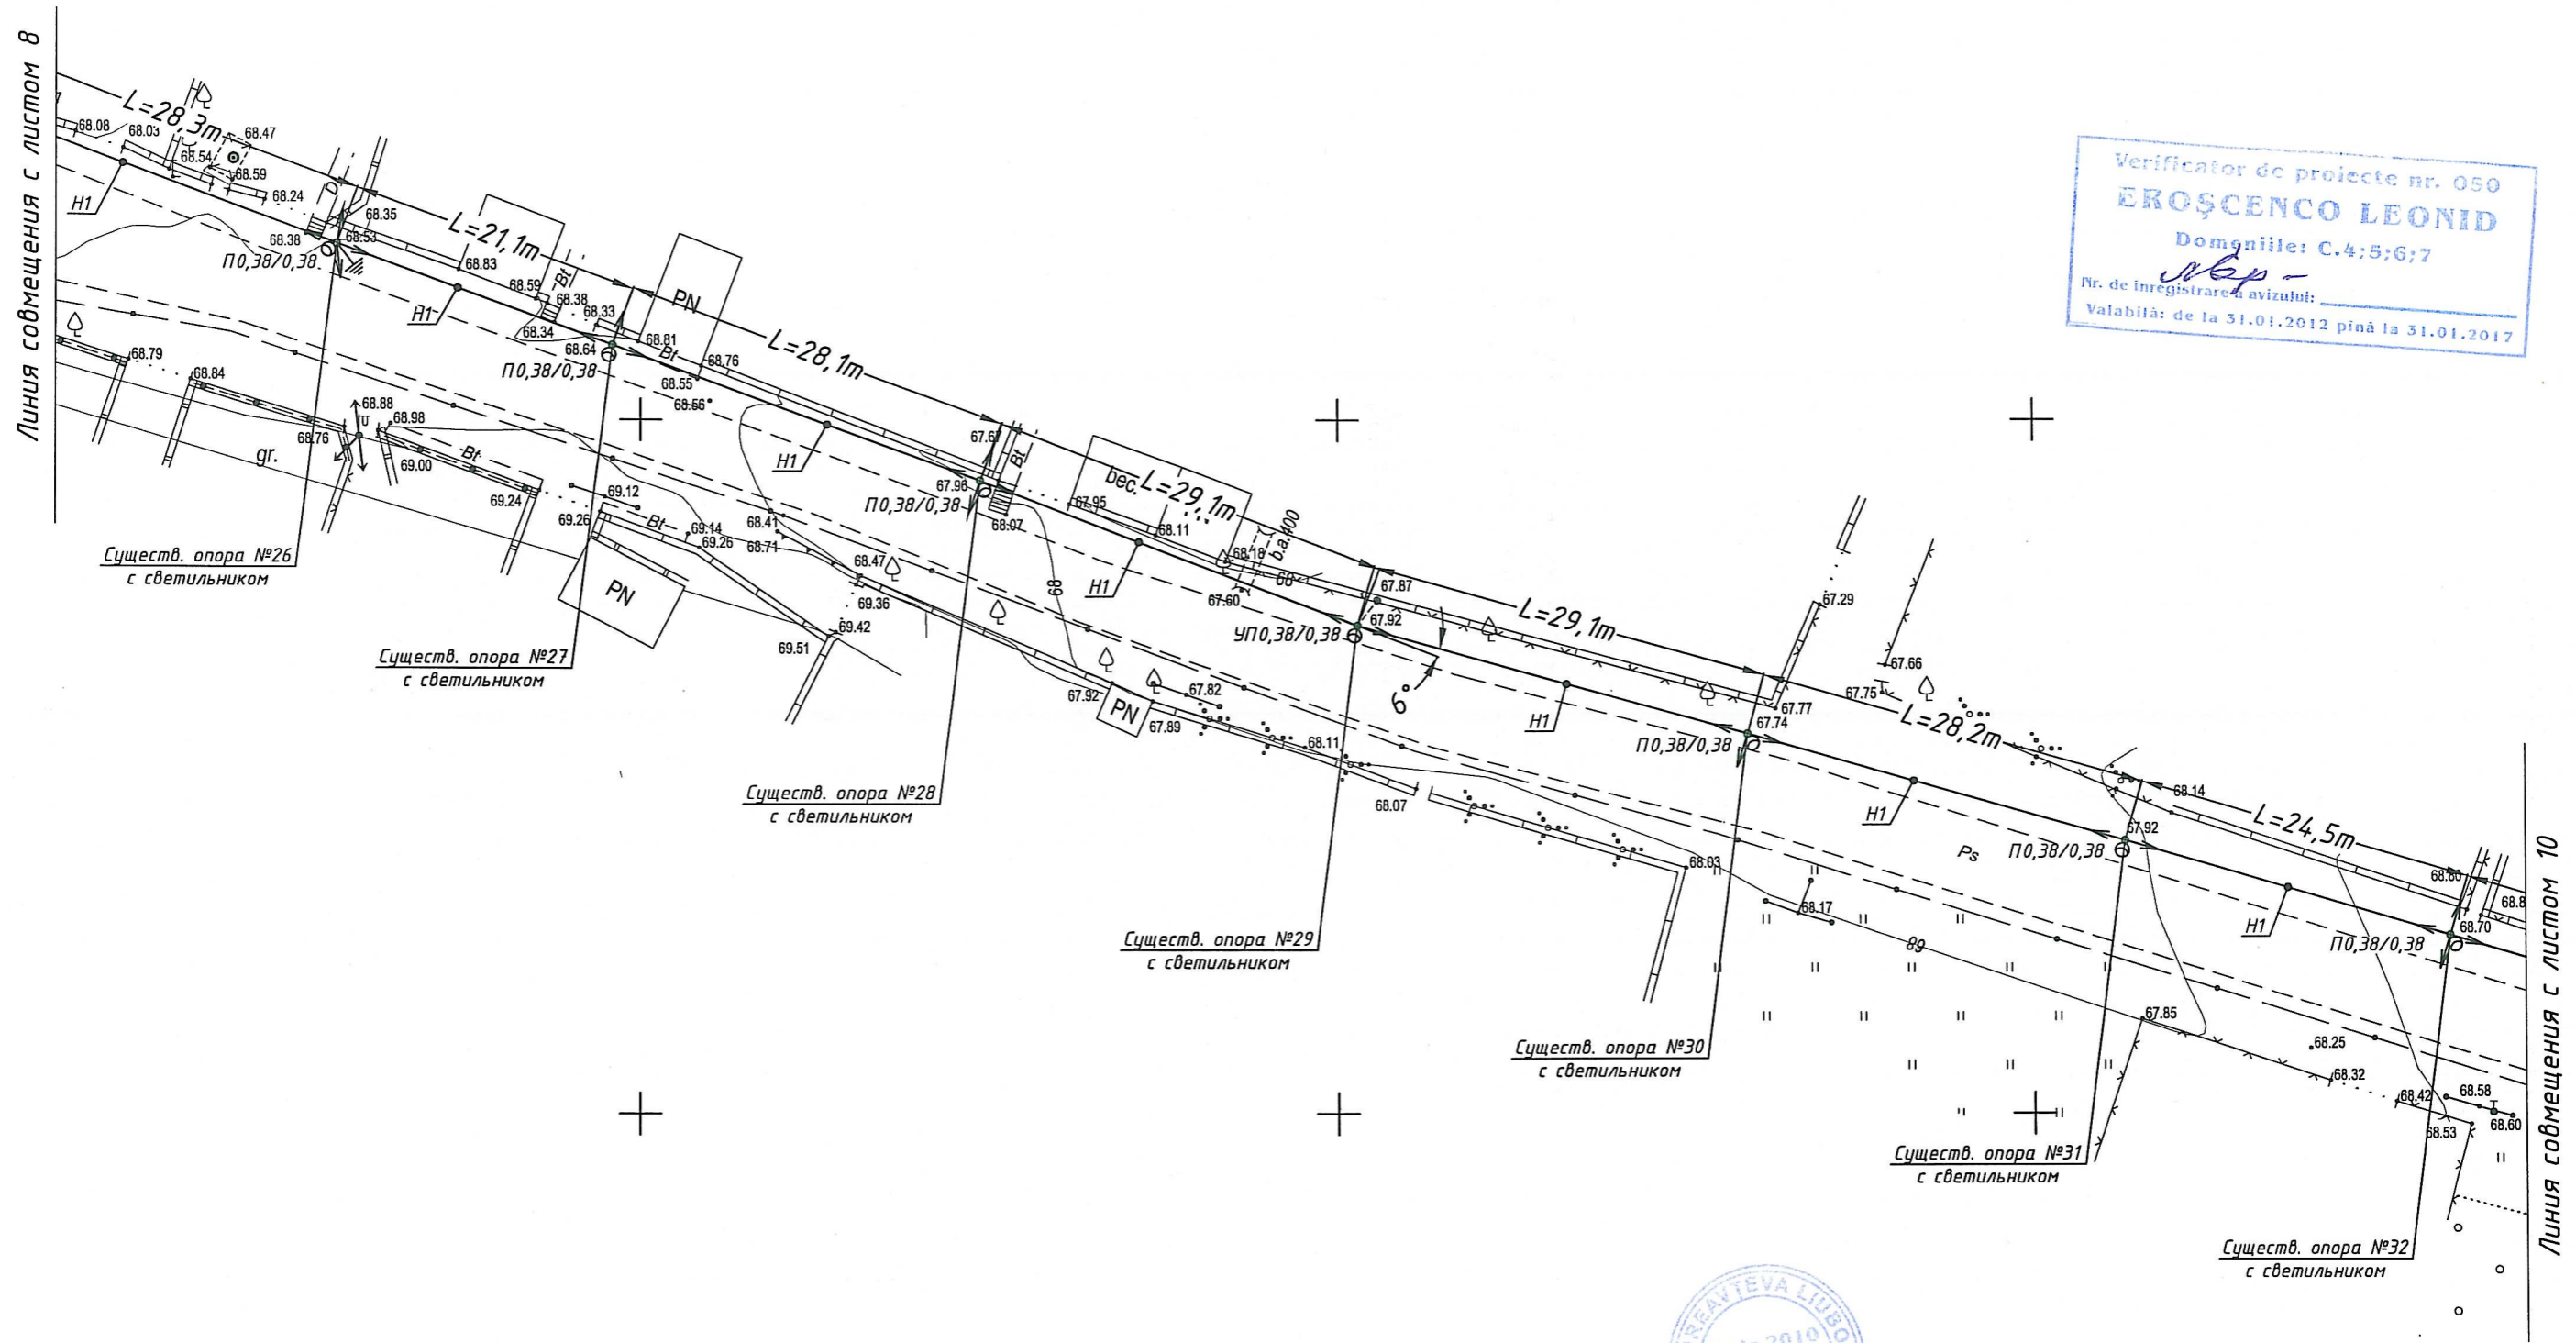 Линия совмещения с листом 8
L=28,3m
68.08
68.03
68.47
68.54
68.59
68.24
H1
D
68.35
68.38
68.53
П0,38/0,38
L=21,1m
68.83
68.59
Bt
68.38
68.33
68.34
H1
68.64
68.81
П0,38/0,38
Bt
PN
68.76
68.55
68.56
L=28,1m
68.79
68.84
68.88
68.98
68.76
gr.
69.00
Bt
69.24
69.12
69.26
Bt
69.14
69.26
PN
H1
67.67
67.96
Bt
П0,38/0,38
68.07
68.41
68.71
68.47
69.36
69.42
69.51
68
bec.
L=29,1m
67.95
68.11
b.a.400
68.18
68
67.60
H1
67.87
67.92
УП0,38/0,38
6°
L=29,1m
67.29
67.66
67.75
67.77
67.74
П0,38/0,38
H1
67.92
PN
67.82
67.89
68.11
68.07
68.03
L=28,2m
68.14
67.92
П0,38/0,38
H1
Ps
68.17
68
L=24,5m
68.80
68.8
68.70
П0,38/0,38
H1
67.85
68.25
68.32
68.42
68.58
68.53
68.60
Существ. опора №26
с светильником
Существ. опора №27
с светильником
Существ. опора №28
с светильником
Существ. опора №29
с светильником
Существ. опора №30
с светильником
Существ. опора №31
с светильником
Существ. опора №32
с светильником
Линия совмещения с листом 10
Verificator de proiecte nr. 050
EROŞCENCO LEONID
Domeniile: C.4;5;6;7
Nr. de înregistrare a avizului:
Valabilă: de la 31.01.2012 pînă la 31.01.2017
2010